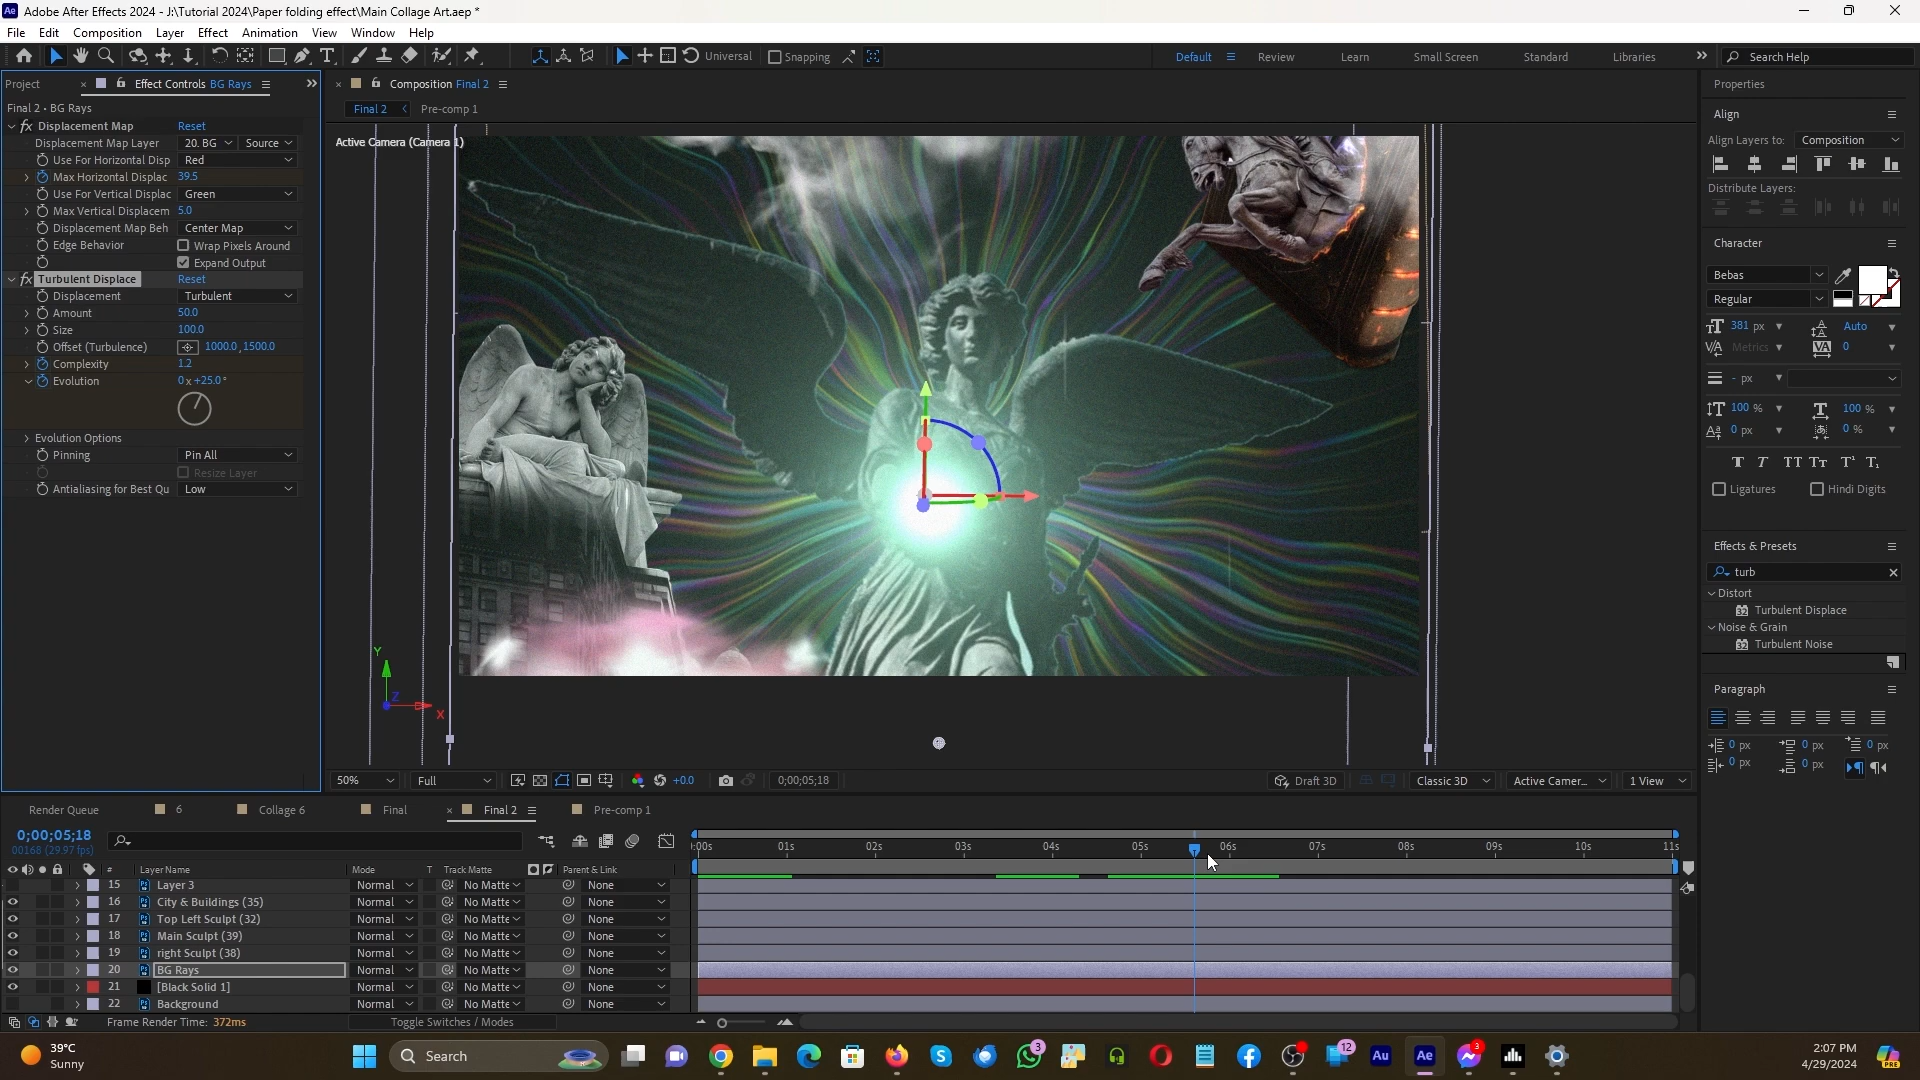 Adobe After Effects 2024 - J:\Tutorial 2024\Paper folding effect\Main Collage Art.aep *
File Edit Composition Layer Effect Animation View Window Help
Universal Snapping Default Review Learn Small Screen Standard Libraries Search Help
Project Effect Controls BG Rays
Final 2 • BG Rays
Displacement Map Reset
Displacement Map Layer 20. BG Source
Use For Horizontal Disp Red
Max Horizontal Displac 39.5
Use For Vertical Displac Green
Max Vertical Displacem 5.0
Displacement Map Beh Center Map
Edge Behavior Wrap Pixels Around
Expand Output
Turbulent Displace Reset
Displacement Turbulent
Amount 50.0
Size 100.0
Offset (Turbulence) 1000.0, 1500.0
Complexity 1.2
Evolution 0 x +25.0°
Evolution Options
Pinning Pin All
Resize Layer
Antialiasing for Best Qu Low
Composition Final 2
Final 2 Pre-comp 1
Active Camera (Camera 1)
Y
Z
X
50% Full +0.0 0;00;05;18 Draft 3D Classic 3D Active Camer... 1 View
Properties
Align
Align Layers to: Composition
Distribute Layers:
Character
Bebas
Regular
381 px Auto
Metrics 0
- px
100 % 100 %
0 px 0 %
Ligatures Hindi Digits
Effects & Presets
turb
Distort
Turbulent Displace
Noise & Grain
Turbulent Noise
Paragraph
0 px 0 px 0 px
0 px 0 px
Render Queue 6 Collage 6 Final Final 2 Pre-comp 1
0;00;05;18
00168 (29.97 fps)
:00s 01s 02s 03s 04s 05s 06s 07s 08s 09s 10s 11s
# Layer Name Mode T Track Matte Parent & Link
15 Layer 3 Normal No Matte None
16 City & Buildings (35) Normal No Matte None
17 Top Left Sculpt (32) Normal No Matte None
18 Main Sculpt (39) Normal No Matte None
19 right Sculpt (38) Normal No Matte None
20 BG Rays Normal No Matte None
21 [Black Solid 1] Normal No Matte None
22 Background Normal No Matte None
Frame Render Time: 372ms Toggle Switches / Modes
39°C
Sunny
Search
3
12
Au
Ae
3
2:07 PM
4/29/2024